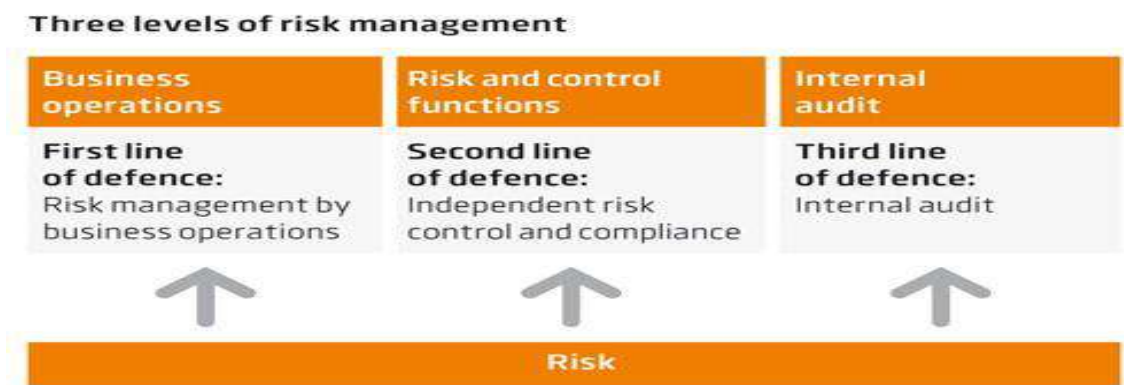 Three levels of risk management
Business
operations
First line
of defence:
Risk management by
business operations
Risk and control
functions
Second line
of defence:
Independent risk
control and compliance
Internal
audit
Third line
of defence:
Internal audit
Risk